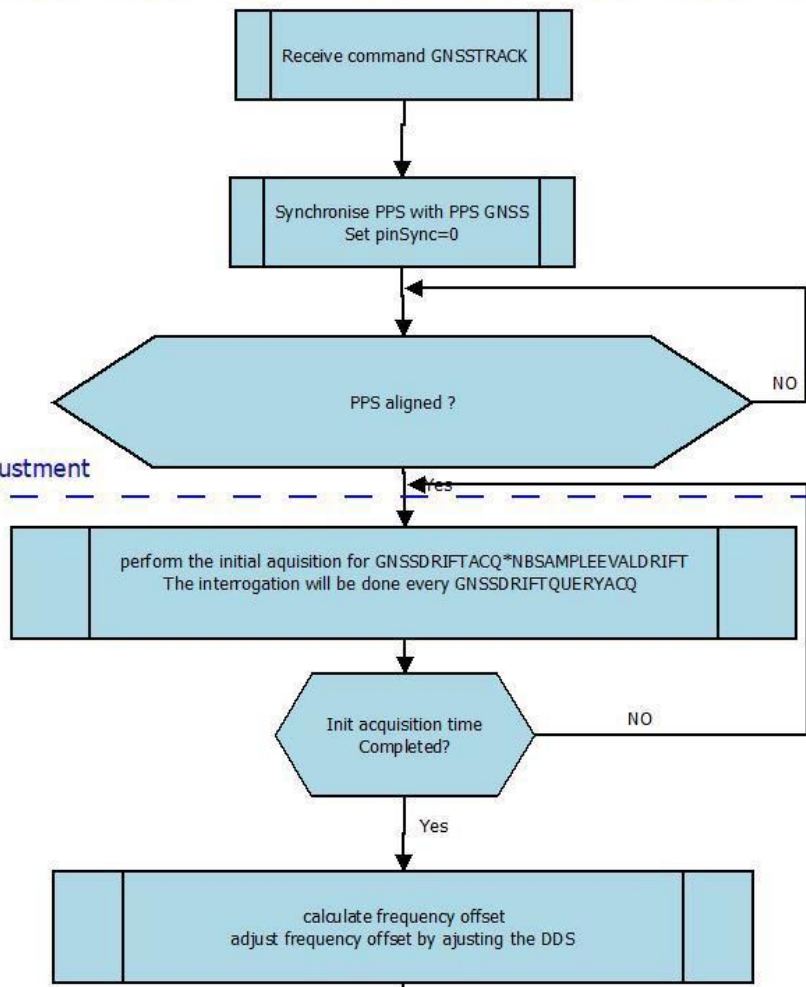 Receive command GNSSTRACK
Synchronise PPS with PPS GNSS
Set pinSync=0
PPS aligned ?
NO
ustment
Yes
perform the initial aquisition for GNSSDRIFTACQ*NBSAMPLEEVALDRIFT
The interrogation will be done every GNSSDRIFTQUERYACQ
Init acquisition time
Completed?
NO
Yes
calculate frequency offset
adjust frequency offset by ajusting the DDS